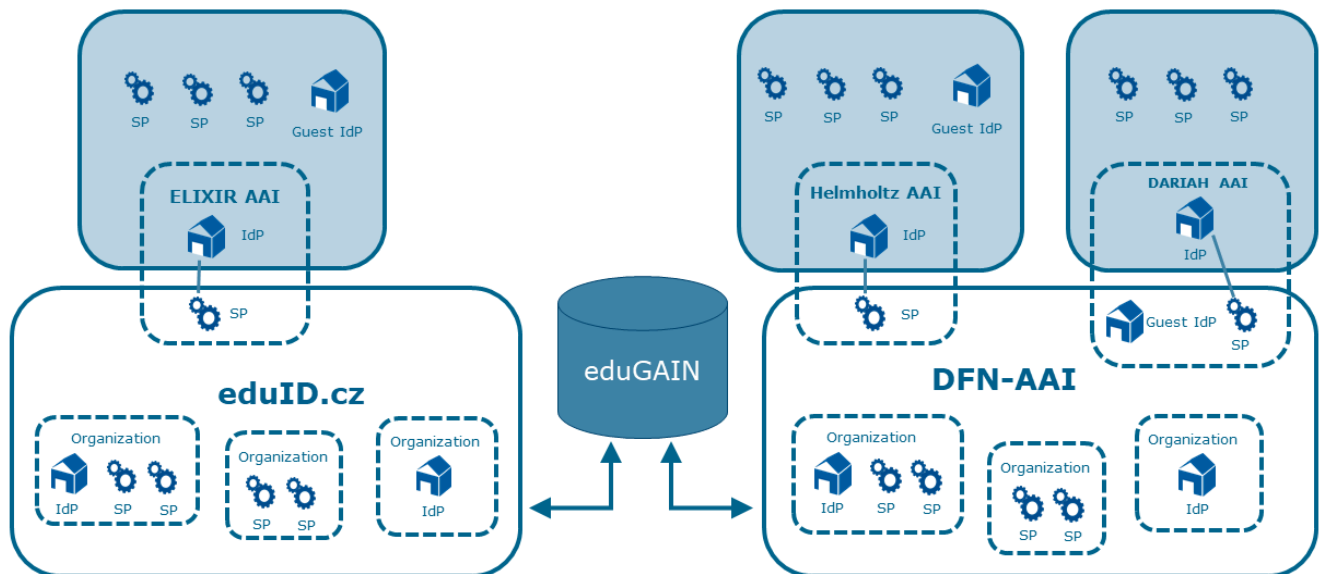 SP
SP
SP
Guest IdP
ELIXIR AAI
IdP
SP
eduID.cz
Organization
IdP
SP
SP
Organization
SP
SP
Organization
IdP
eduGAIN
SP
SP
SP
Guest IdP
Helmholtz AAI
IdP
SP
SP
SP
SP
DARIAH AAI
IdP
Guest IdP
SP
DFN-AAI
Organization
IdP
SP
SP
Organization
SP
SP
Organization
IdP